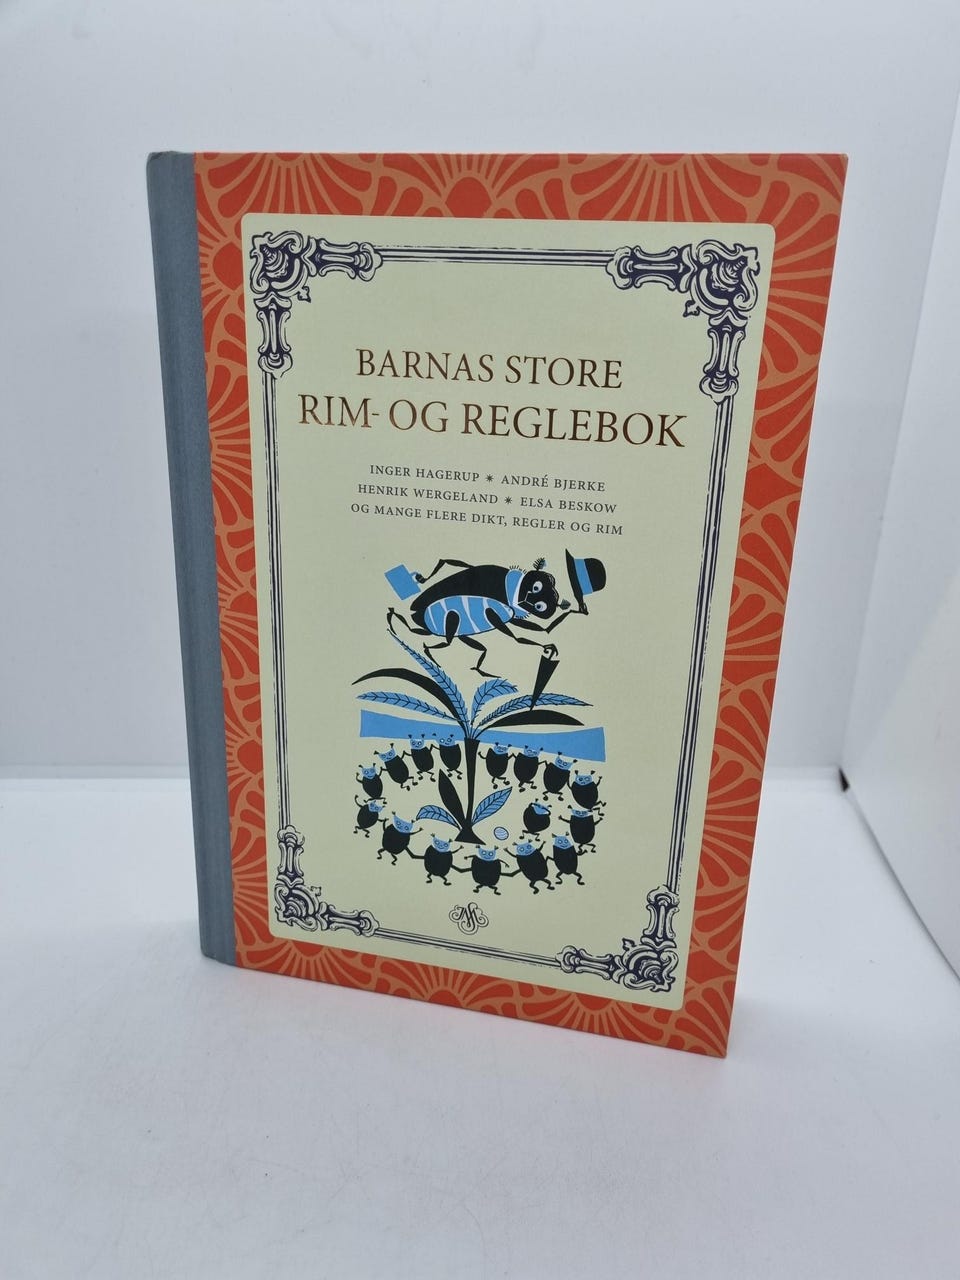 BARNAS STORE
RIM- OG REGLEBOK
INGER HAGERUP * ANDRÉ BJERKE
HENRIK WERGELAND * ELSA BESKOW
OG MANGE FLERE DIKT, REGLER OG RIM